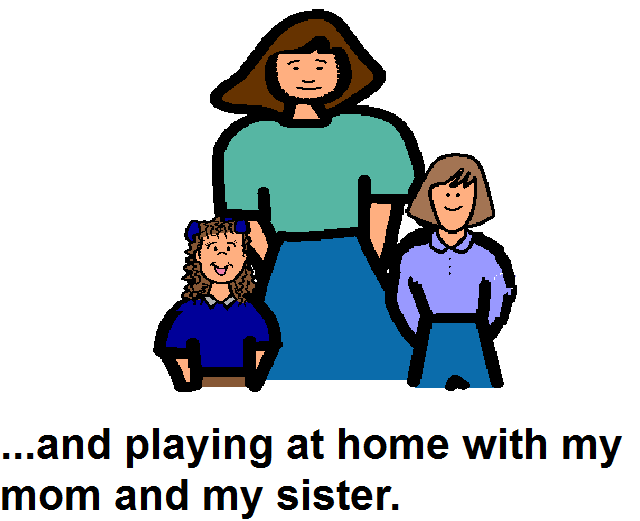 ...and playing at home with my
mom and my sister.